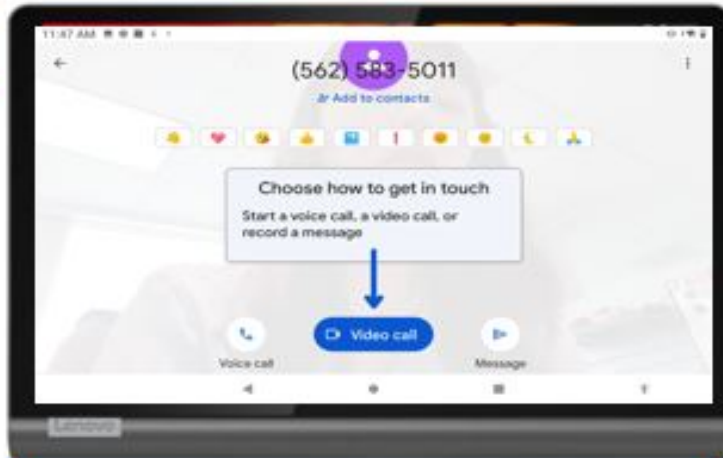 11:47 AM
(562) 583-5011
Add to contacts
Choose how to get in touch
Start a voice call, a video call, or
record a message
Video call
Voice call
Message
Lenovo